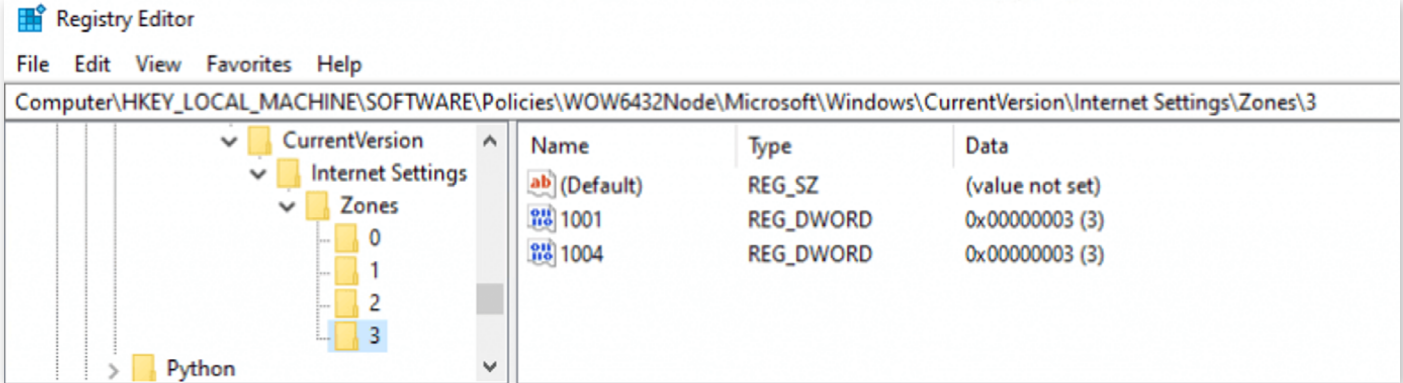 Registry Editor
File Edit View Favorites Help
Computer\HKEY_LOCAL_MACHINE\SOFTWARE\Policies\WOW6432Node\Microsoft\Windows\CurrentVersion\Internet Settings\Zones\3
CurrentVersion
Internet Settings
Zones
0
1
2
3
Python
Name Type Data
ab (Default) REG_SZ (value not set)
1001 REG_DWORD 0x00000003 (3)
1004 REG_DWORD 0x00000003 (3)